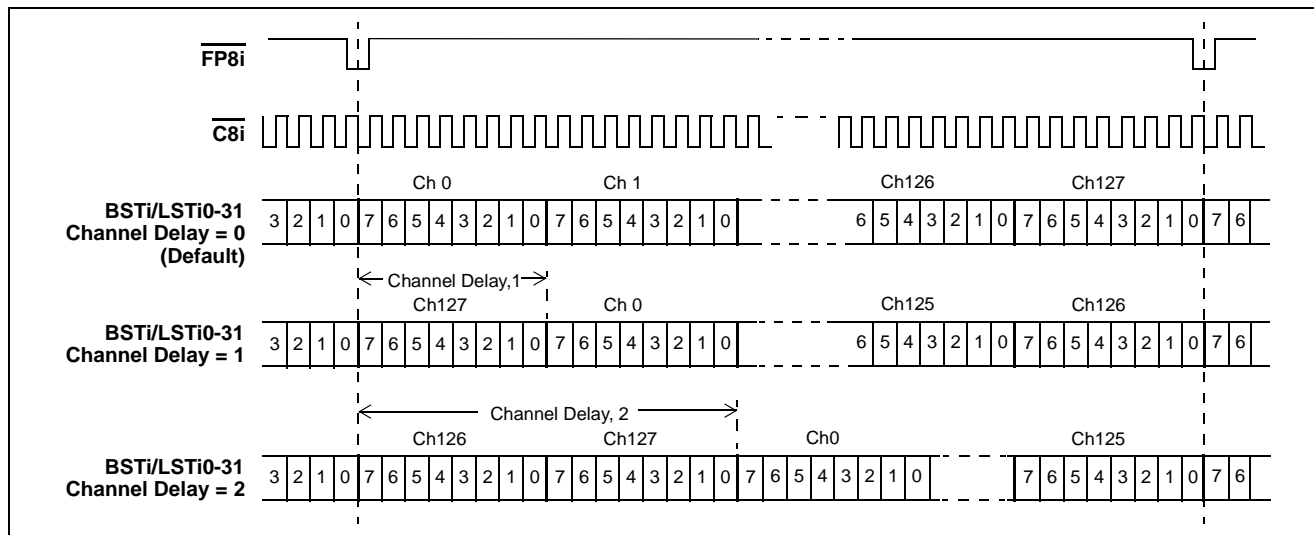 FP8i
C8i
Ch 0 Ch 1 Ch126 Ch127
BSTi/LSTi0-31
Channel Delay = 0
(Default)
3 2 1 0 7 6 5 4 3 2 1 0 7 6 5 4 3 2 1 0 6 5 4 3 2 1 0 7 6 5 4 3 2 1 0 7 6
Channel Delay,1
Ch127 Ch 0 Ch125 Ch126
BSTi/LSTi0-31
Channel Delay = 1
3 2 1 0 7 6 5 4 3 2 1 0 7 6 5 4 3 2 1 0 6 5 4 3 2 1 0 7 6 5 4 3 2 1 0 7 6
Channel Delay, 2
Ch126 Ch127 Ch0 Ch125
BSTi/LSTi0-31
Channel Delay = 2
3 2 1 0 7 6 5 4 3 2 1 0 7 6 5 4 3 2 1 0 7 6 5 4 3 2 1 0 7 6 5 4 3 2 1 0 7 6